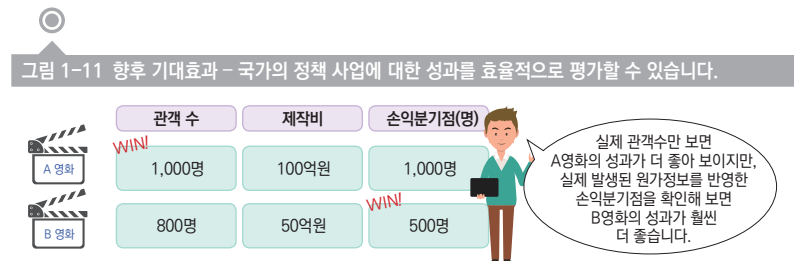 그림 1-11 향후 기대효과 – 국가의 정책 사업에 대한 성과를 효율적으로 평가할 수 있습니다.
관객 수 제작비 손익분기점(명)
WIN!
A 영화 1,000명 100억원 1,000명
WIN!
B 영화 800명 50억원 500명
실제 관객수만 보면
A영화의 성과가 더 좋아 보이지만,
실제 발생된 원가정보를 반영한
손익분기점을 확인해 보면
B영화의 성과가 훨씬
더 좋습니다.